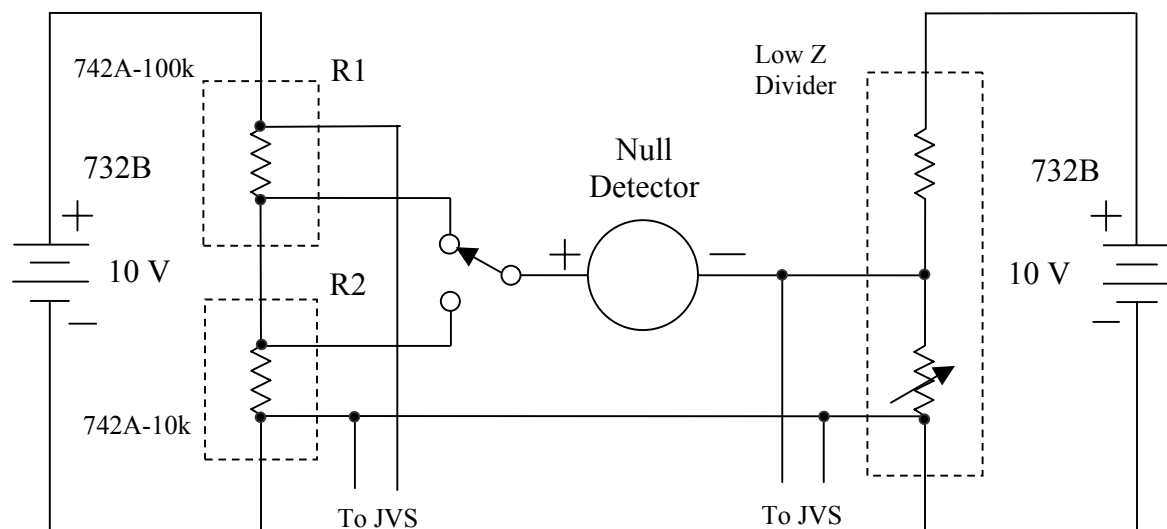 742A-100k
R1
732B
+
10 V
−
R2
742A-10k
To JVS
Null
Detector
+
−
Low Z
Divider
732B
+
10 V
−
To JVS